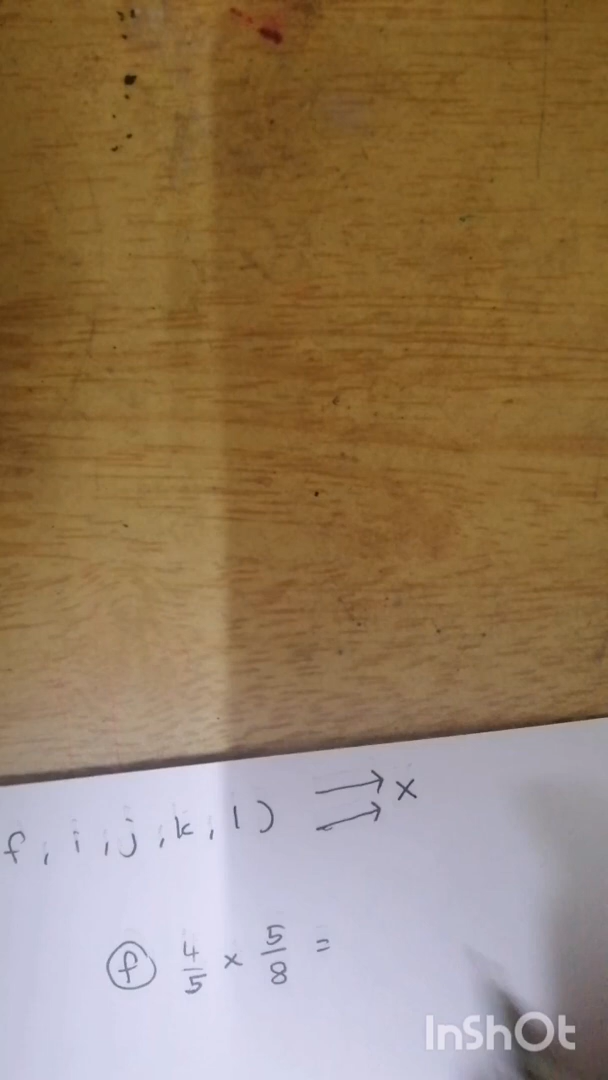 f, i, j, k, l) → → x
(f) 4/5 x 5/8 =
InShOt